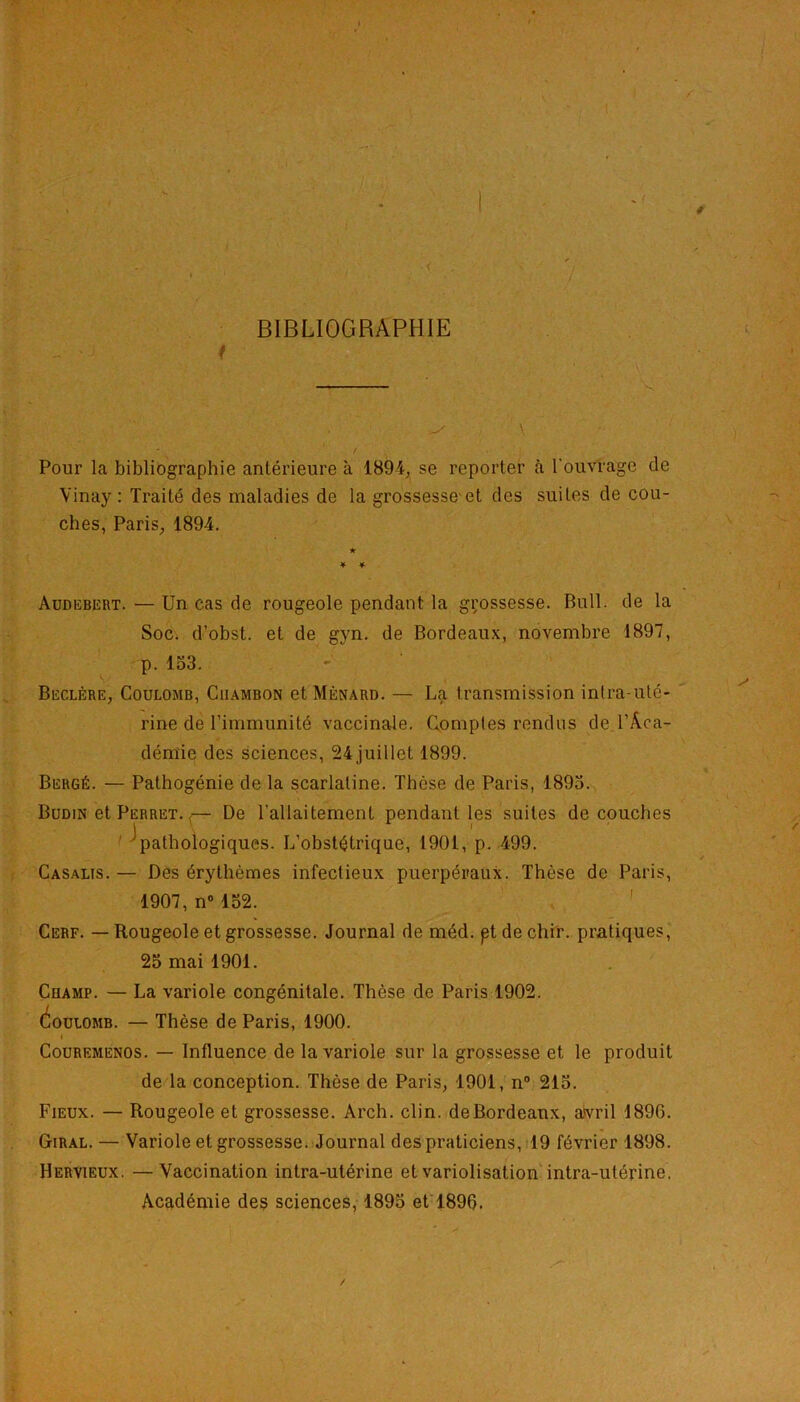 BIBLIOGRAPHIE
Pour la bibliographie antérieure à 1894, se reporter à l'ouvrage de
Vinay : Traité des maladies de la grossesse et des suites de cou-
ches, Paris, 1894.
*
* *
Audebert. — Un cas de rougeole pendant la grossesse. Bull. de la
Soc. d'obst. et de gyn. de Bordeaux, novembre 1897,
p. 153.
Beclère, Coulomb, Chambon et Ménard. — La transmission intra-uté-
rine de l'immunité vaccinale. Comptes rendus de l'Aca-
démie des sciences, 24 juillet 1899.
Bergé. — Pathogénie de la scarlatine. Thèse de Paris, 1895.
Budin et Perret. — De l'allaitement pendant les suites de couches
pathologiques. L'obstétrique, 1901, p. 499.
Casalis. — Des érythèmes infectieux puerpéraux. Thèse de Paris,
1907, n° 152.
Cerf. — Rougeole et grossesse. Journal de méd. et de chir. pratiques,
25 mai 1901.
Champ. — La variole congénitale. Thèse de Paris 1902.
Coulomb. — Thèse de Paris, 1900.
Couremenos. — Influence de la variole sur la grossesse et le produit
de la conception. Thèse de Paris, 1901, n° 215.
Fieux. — Rougeole et grossesse. Arch. clin. de Bordeaux, avril 1896.
Giral. — Variole et grossesse. Journal des praticiens, 19 février 1898.
Hervieux. — Vaccination intra-utérine et variolisation intra-utérine.
Académie des sciences, 1895 et 1896.